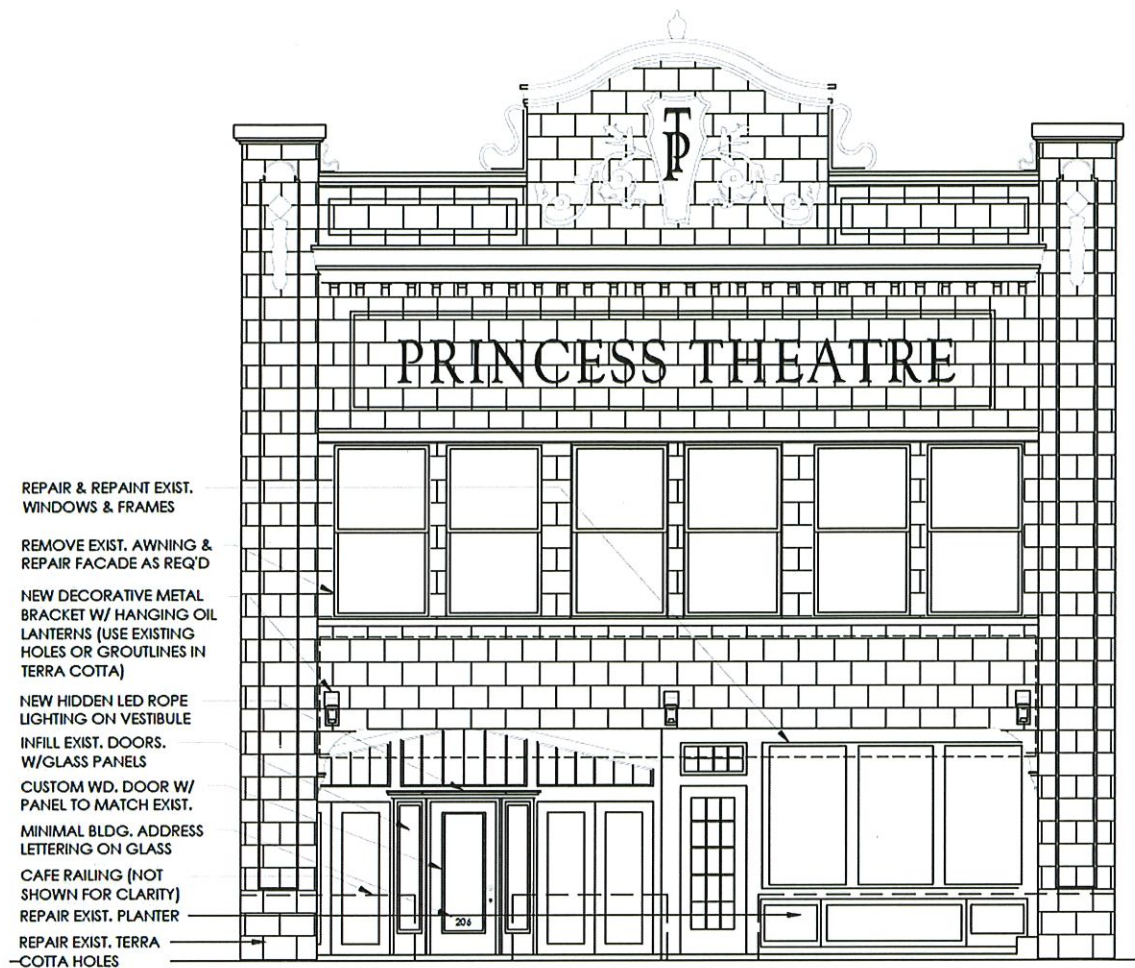 TP
PRINCESS THEATRE
REPAIR & REPAINT EXIST.
WINDOWS & FRAMES
REMOVE EXIST. AWNING &
REPAIR FACADE AS REQ'D
NEW DECORATIVE METAL
BRACKET W/ HANGING OIL
LANTERNS (USE EXISTING
HOLES OR GROUTLINES IN
TERRA COTTA)
NEW HIDDEN LED ROPE
LIGHTING ON VESTIBULE
INFILL EXIST. DOORS.
W/GLASS PANELS
CUSTOM WD. DOOR W/
PANEL TO MATCH EXIST.
MINIMAL BLDG. ADDRESS
LETTERING ON GLASS
CAFE RAILING (NOT
SHOWN FOR CLARITY)
REPAIR EXIST. PLANTER
REPAIR EXIST. TERRA
COTTA HOLES
206